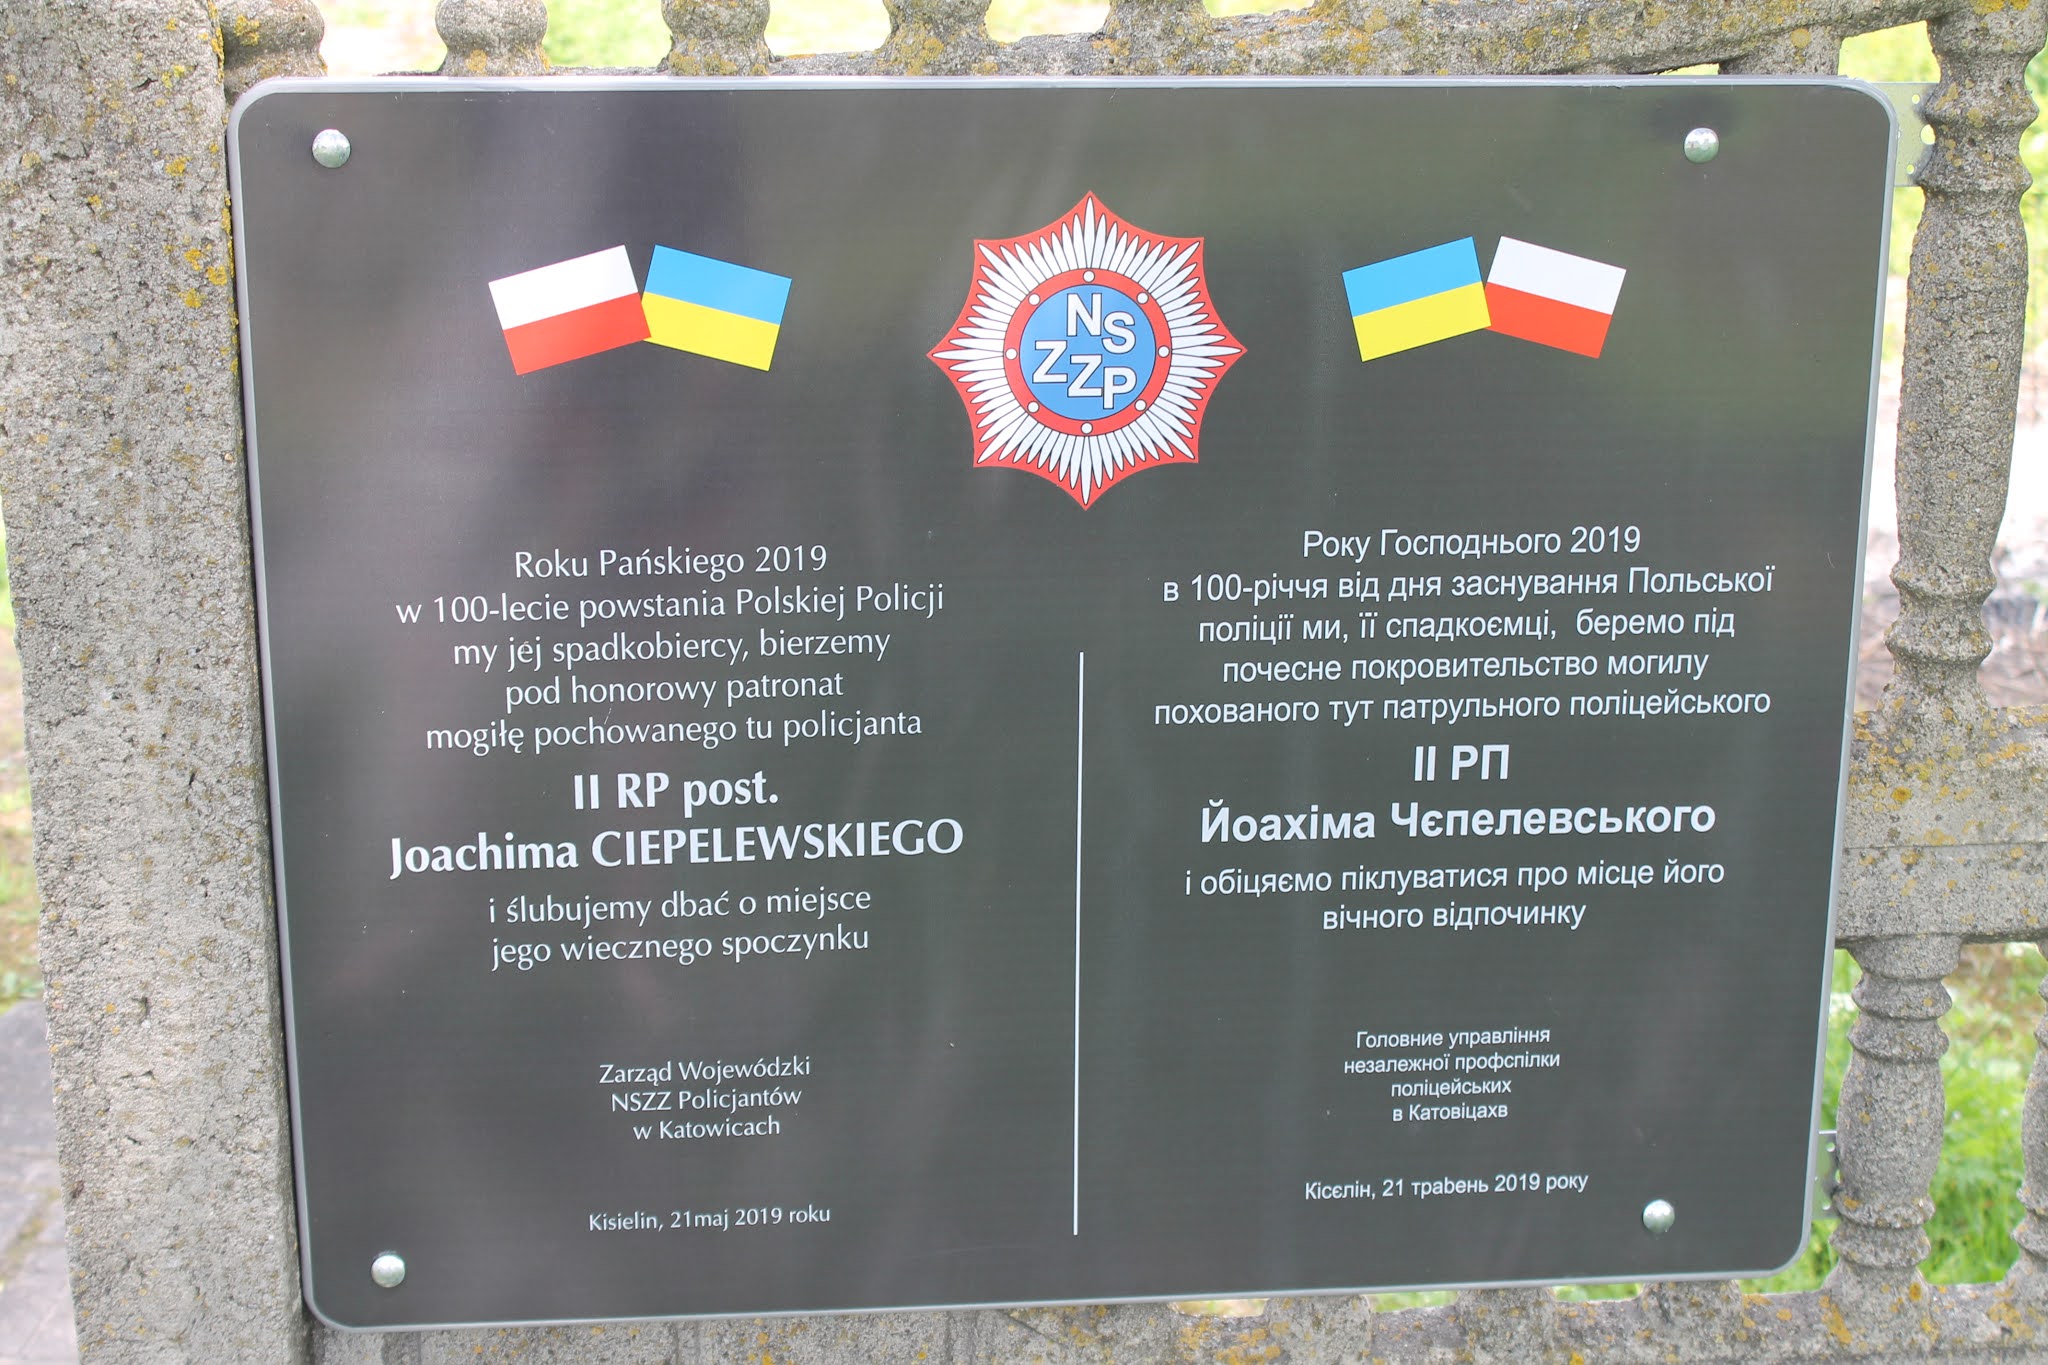 NS
ZZP
Roku Pańskiego 2019
w 100-lecie powstania Polskiej Policji
my jej spadkobiercy, bierzemy
pod honorowy patronat
mogiłę pochowanego tu policjanta
II RP post.
Joachima CIEPELEWSKIEGO
i ślubujemy dbać o miejsce
jego wiecznego spoczynku
Zarząd Wojewódzki
NSZZ Policjantów
w Katowicach
Kisielin, 21maj 2019 roku
Року Господнього 2019
в 100-річчя від дня заснування Польської
поліції ми, її спадкоємці, беремо під
почесне покровительство могилу
похованого тут патрульного поліцейського
ІІ РП
Йоахіма Чєпелевського
і обіцяємо піклуватися про місце його
вічного відпочинку
Головние управління
незалежної профспілки
поліцейських
в Катовіцахв
Кісєлін, 21 травень 2019 року